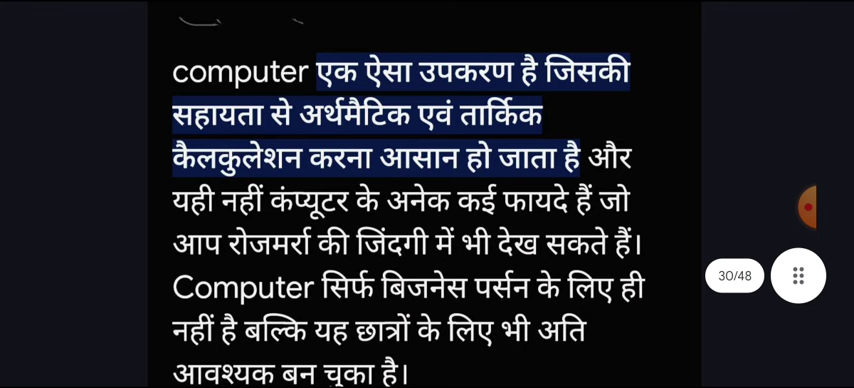 computer एक ऐसा उपकरण है जिसकी
सहायता से अर्थमैटिक एवं तार्किक
कैलकुलेशन करना आसान हो जाता है और
यही नहीं कंप्यूटर के अनेक कई फायदे हैं जो
आप रोजमर्रा की जिंदगी में भी देख सकते हैं।
30/48
Computer सिर्फ बिजनेस पर्सन के लिए ही
नहीं है बल्कि यह छात्रों के लिए भी अति
आवश्यक बन चुका है।